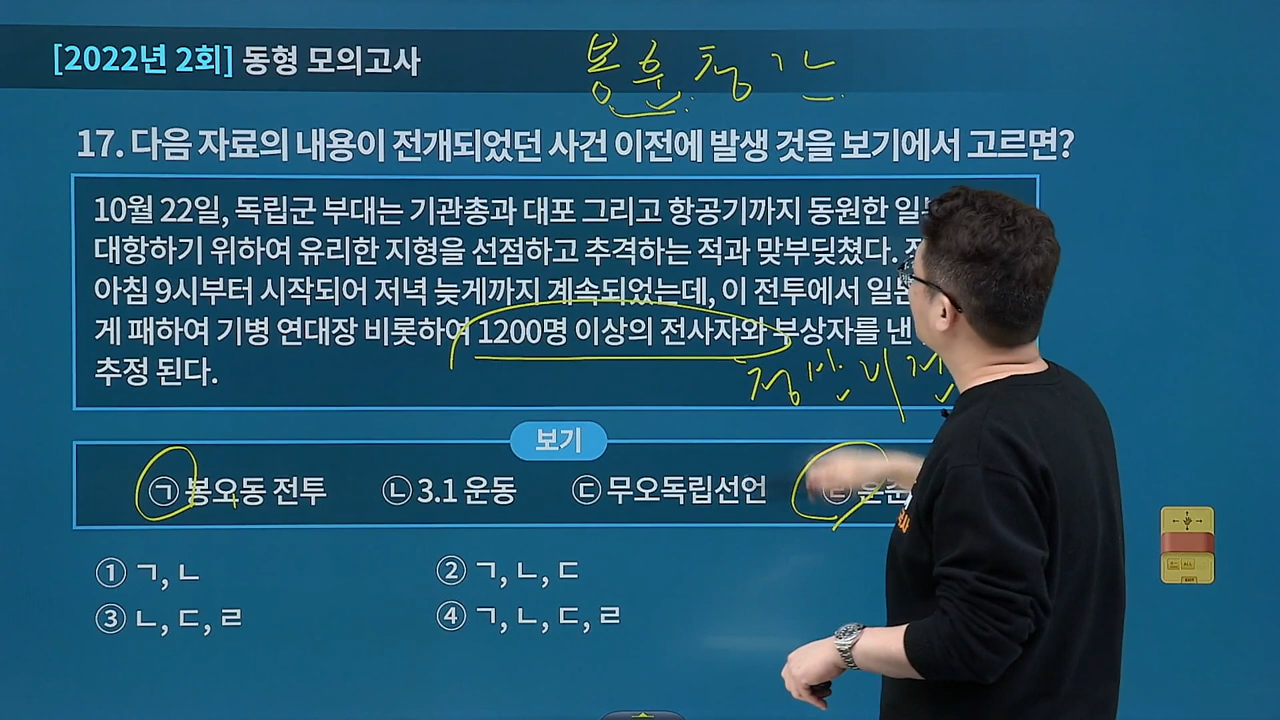 [2022년 2회] 동형 모의고사
봉 훈 청 간
17. 다음 자료의 내용이 전개되었던 사건 이전에 발생 것을 보기에서 고르면?
10월 22일, 독립군 부대는 기관총과 대포 그리고 항공기까지 동원한
대항하기 위하여 유리한 지형을 선점하고 추격하는 적과 맞부딪쳤다.
아침 9시부터 시작되어 저녁 늦게까지 계속되었는데, 이 전투에서
게 패하여 기병 연대장 비롯하여 1200명 이상의 전사자와 부상자를 낸
추정 된다.
보기
㉠ 봉오동 전투 ㉡ 3.1 운동 ㉢ 무오독립선언 ㉣
① ㄱ, ㄴ ② ㄱ, ㄴ, ㄷ
③ ㄴ, ㄷ, ㄹ ④ ㄱ, ㄴ, ㄷ, ㄹ